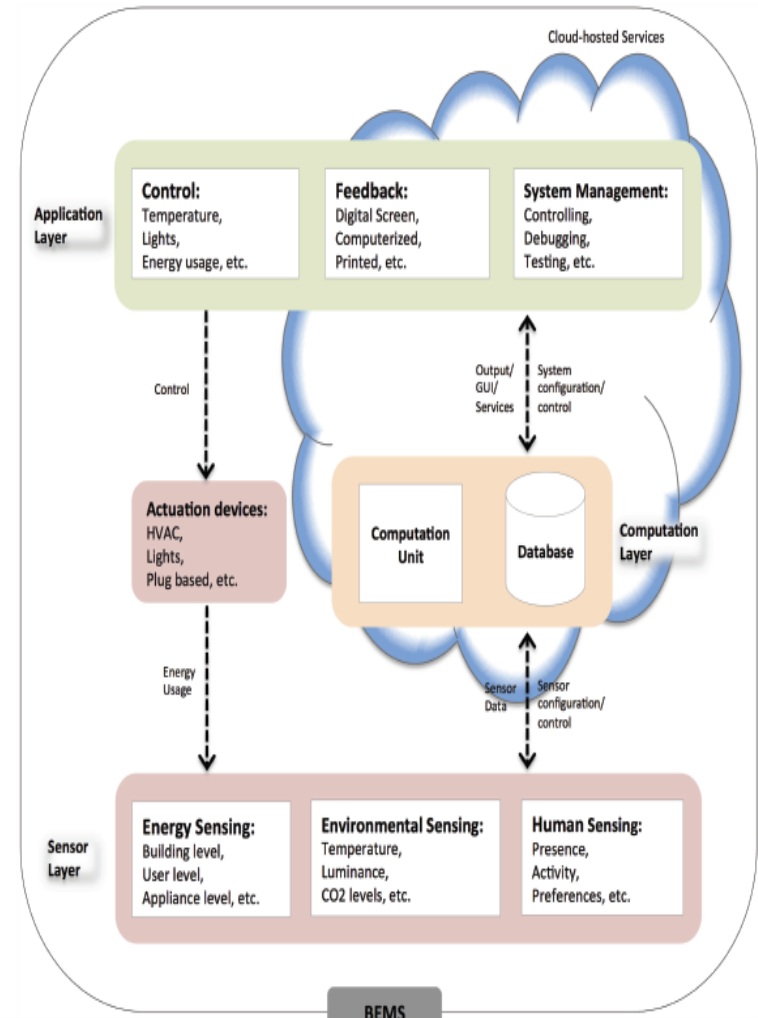 Cloud-hosted Services
Application
Layer
Control:
Temperature,
Lights,
Energy usage, etc.
Feedback:
Digital Screen,
Computerized,
Printed, etc.
System Management:
Controlling,
Debugging,
Testing, etc.
Control
Output/
GUI/
Services
System
configuration/
control
Actuation devices:
HVAC,
Lights,
Plug based, etc.
Computation
Unit
Database
Computation
Layer
Energy
Usage
Sensor
Data
Sensor
configuration/
control
Sensor
Layer
Energy Sensing:
Building level,
User level,
Appliance level, etc.
Environmental Sensing:
Temperature,
Luminance,
CO2 levels, etc.
Human Sensing:
Presence,
Activity,
Preferences, etc.
BEMS